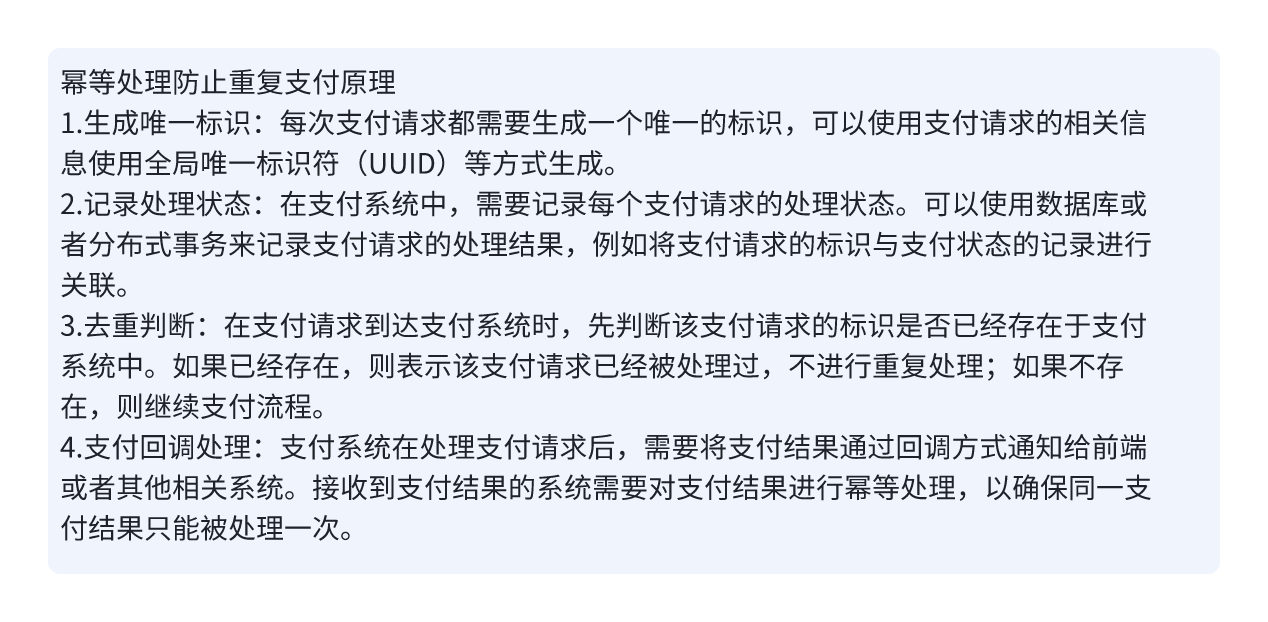 幂等处理防止重复支付原理
1.生成唯一标识：每次支付请求都需要生成一个唯一的标识，可以使用支付请求的相关信
息使用全局唯一标识符（UUID）等方式生成。
2.记录处理状态：在支付系统中，需要记录每个支付请求的处理状态。可以使用数据库或
者分布式事务来记录支付请求的处理结果，例如将支付请求的标识与支付状态的记录进行
关联。
3.去重判断：在支付请求到达支付系统时，先判断该支付请求的标识是否已经存在于支付
系统中。如果已经存在，则表示该支付请求已经被处理过，不进行重复处理；如果不存
在，则继续支付流程。
4.支付回调处理：支付系统在处理支付请求后，需要将支付结果通过回调方式通知给前端
或者其他相关系统。接收到支付结果的系统需要对支付结果进行幂等处理，以确保同一支
付结果只能被处理一次。